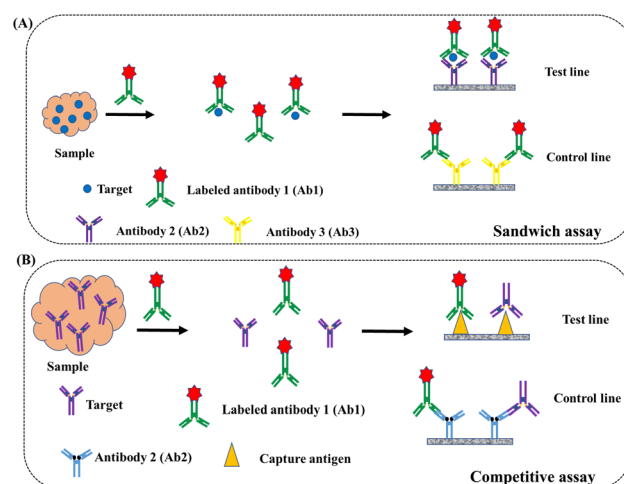 (A)
Test line
Sample
Control line
Target
Labeled antibody 1 (Ab1)
Antibody 2 (Ab2)
Antibody 3 (Ab3)
Sandwich assay
(B)
Test line
Sample
Target
Labeled antibody 1 (Ab1)
Control line
Antibody 2 (Ab2)
Capture antigen
Competitive assay